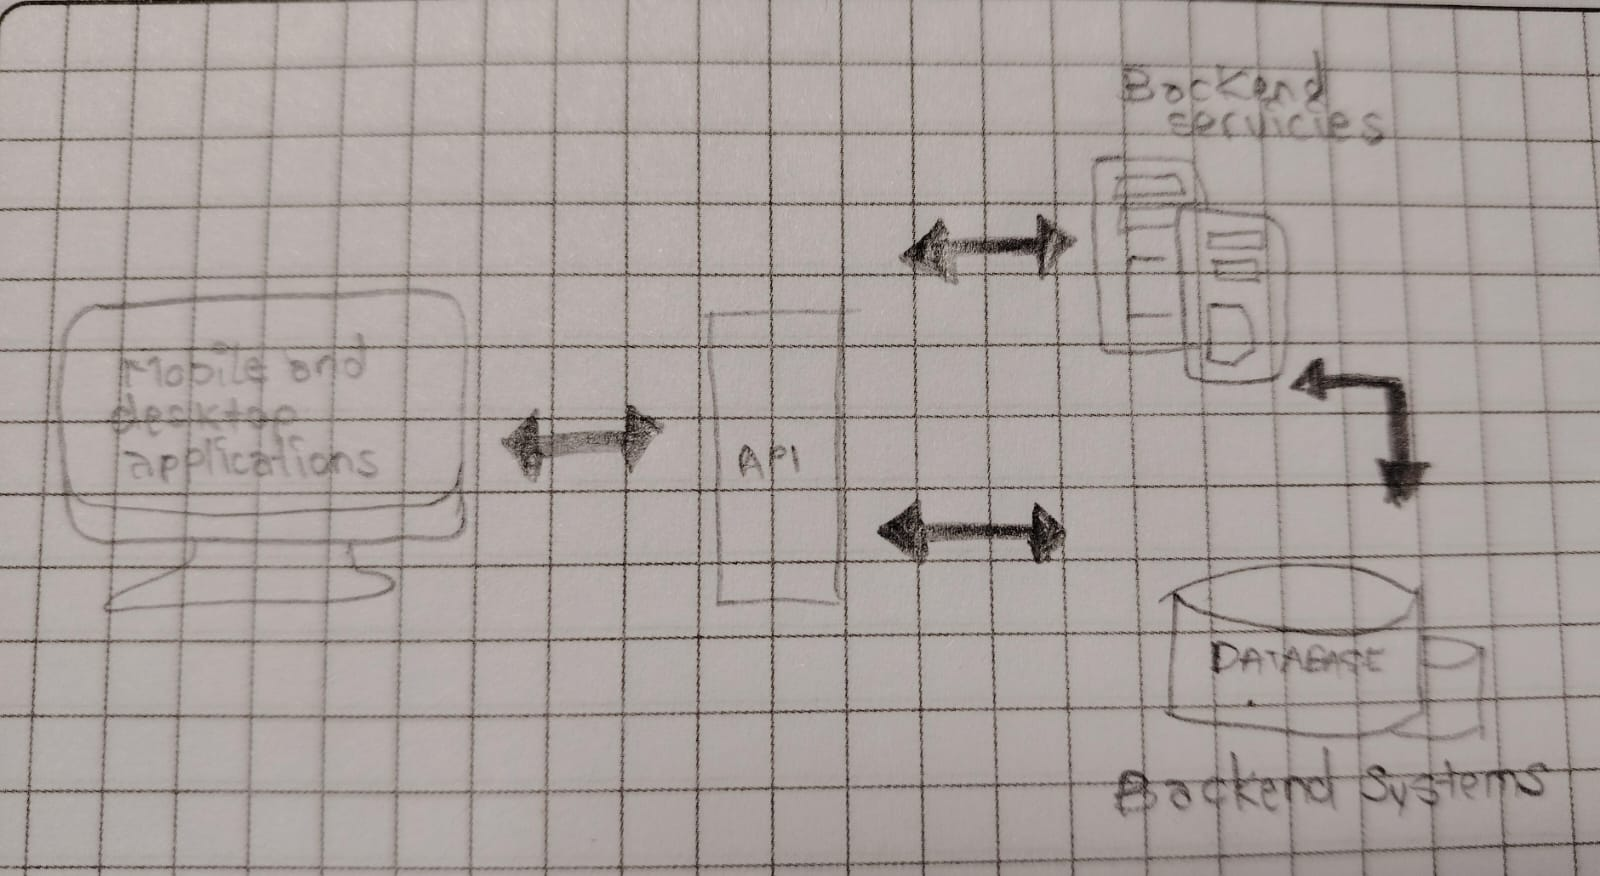 Backend
servicies
Mobile and
desktop
applications
API
DATABASE
Backend Systems